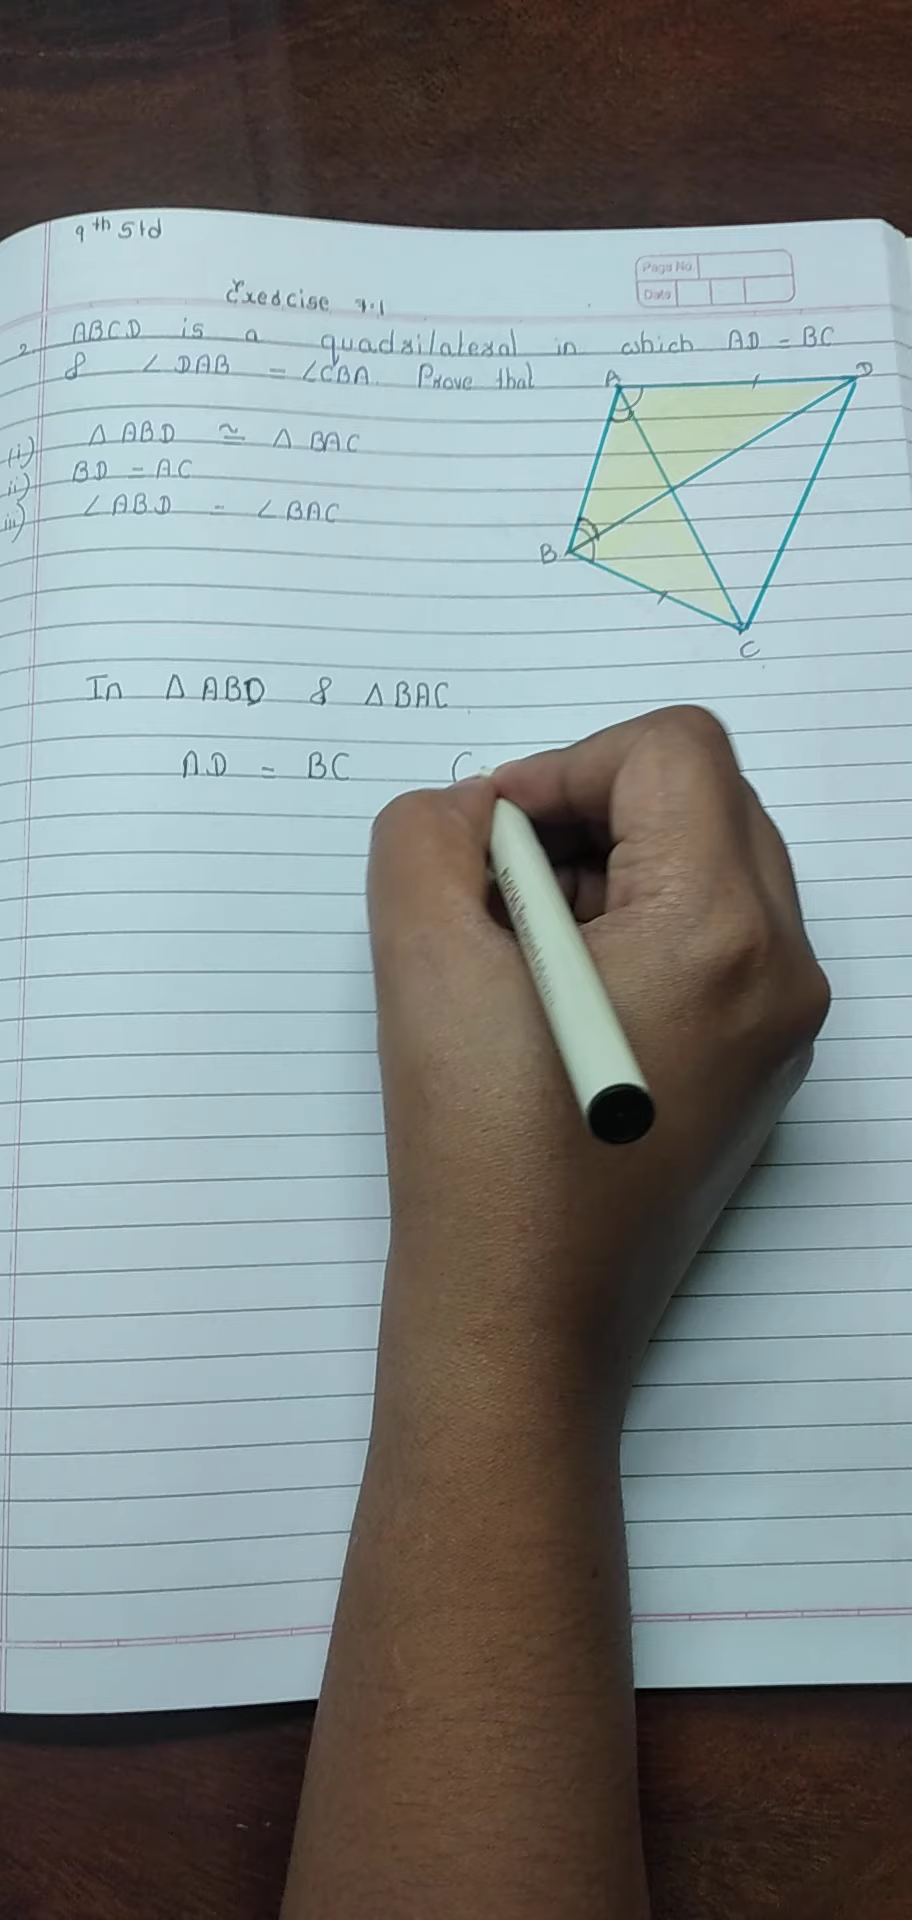 9th Std
Page No.
Date
Exercise 7.1
2. ABCD is a quadrilateral in which AD = BC
& ∠DAB = ∠CBA. Prove that
(i) △ABD ≅ △BAC
ii) BD = AC
iii) ∠ABD = ∠BAC
A
D
B
C
In △ABD & △BAC
AD = BC (